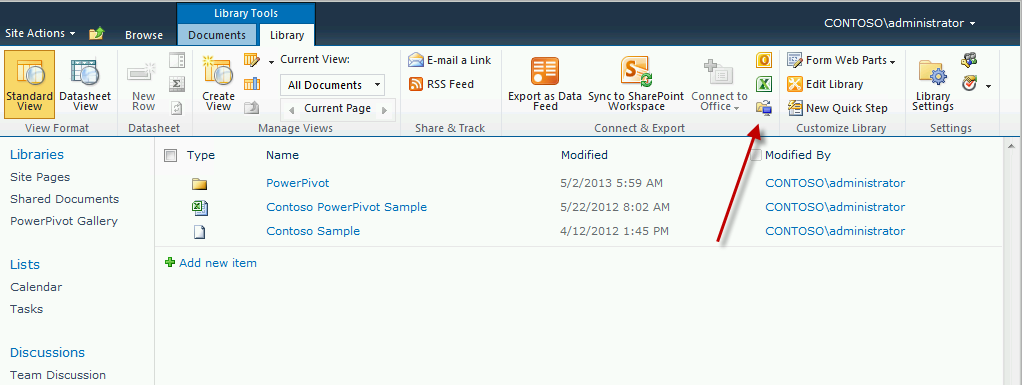 Library Tools
Site Actions Browse Documents Library CONTOSO\administrator
Standard View
Datasheet View
New Row
Create View
Current View:
All Documents
Current Page
E-mail a Link
RSS Feed
Export as Data Feed
Sync to SharePoint Workspace
Connect to Office
Form Web Parts
Edit Library
New Quick Step
Library Settings
View Format Datasheet Manage Views Share & Track Connect & Export Customize Library Settings
Libraries
Site Pages
Shared Documents
PowerPivot Gallery
Lists
Calendar
Tasks
Discussions
Team Discussion
Type Name Modified Modified By
PowerPivot 5/2/2013 5:59 AM CONTOSO\administrator
Contoso PowerPivot Sample 5/22/2012 8:02 AM CONTOSO\administrator
Contoso Sample 4/12/2012 1:45 PM CONTOSO\administrator
Add new item